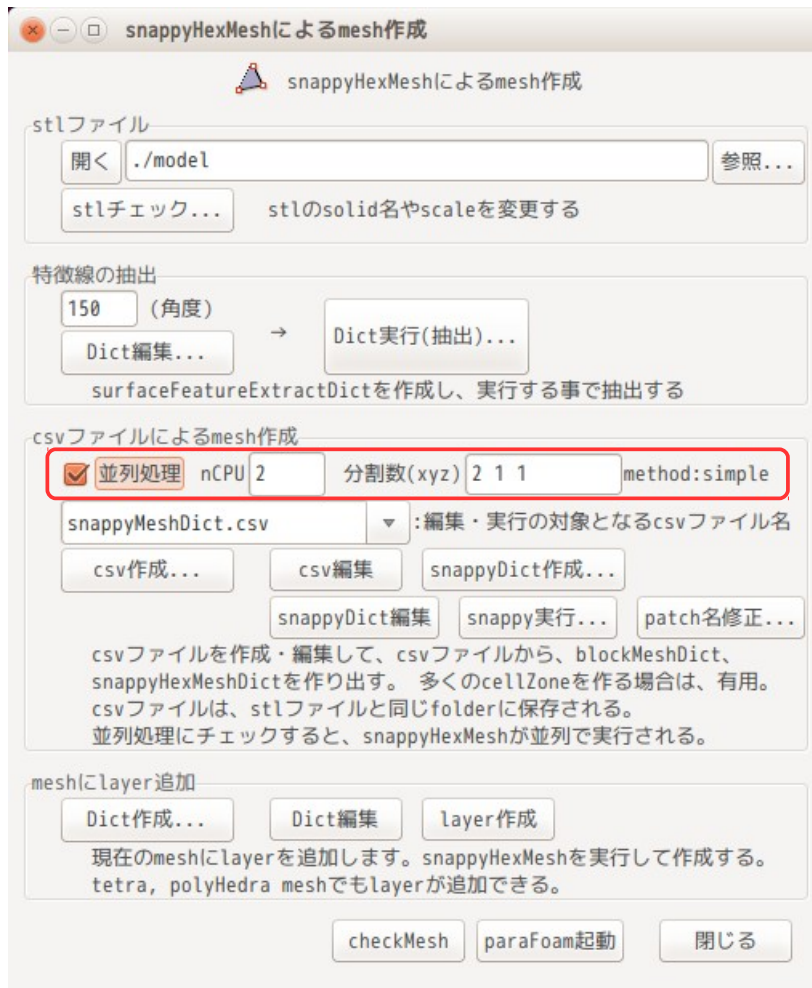 snappyHexMeshによるmesh作成
snappyHexMeshによるmesh作成
stlファイル
開く ./model 参照...
stlチェック... stlのsolid名やscaleを変更する
特徴線の抽出
150 (角度)
→ Dict実行(抽出)...
Dict編集...
surfaceFeatureExtractDictを作成し、実行する事で抽出する
csvファイルによるmesh作成
並列処理 nCPU 2 分割数(xyz) 2 1 1 method:simple
snappyMeshDict.csv :編集・実行の対象となるcsvファイル名
csv作成... csv編集 snappyDict作成...
snappyDict編集 snappy実行... patch名修正...
csvファイルを作成・編集して、csvファイルから、blockMeshDict、
snappyHexMeshDictを作り出す。 多くのcellZoneを作る場合は、有用。
csvファイルは、stlファイルと同じfolderに保存される。
並列処理にチェックすると、snappyHexMeshが並列で実行される。
meshにlayer追加
Dict作成... Dict編集 layer作成
現在のmeshにlayerを追加します。snappyHexMeshを実行して作成する。
tetra, polyHedra meshでもlayerが追加できる。
checkMesh paraFoam起動 閉じる